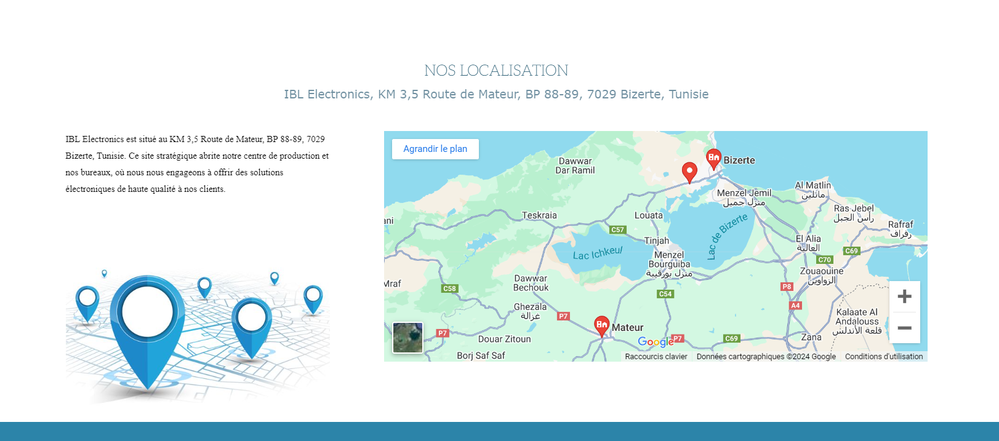 NOS LOCALISATION
IBL Electronics, KM 3,5 Route de Mateur, BP 88-89, 7029 Bizerte, Tunisie
IBL Electronics est situé au KM 3,5 Route de Mateur, BP 88-89, 7029
Bizerte, Tunisie. Ce site stratégique abrite notre centre de production et
nos bureaux, où nous nous engageons à offrir des solutions
électroniques de haute qualité à nos clients.
Agrandir le plan
Dawwar
Dar Ramil
Bizerte
Al Matlin
ماتلين
Menzel Jemil
منزل جميل
Ras Jebel
رأس الجبل
Rafraf
رفراف
ani
Teskraia
Louata
C57
Tinjah
Lac de Bizerte
Lac Ichkeul
El Alia
العالية
C69
C70
Menzel
Bourguiba
منزل بورقيبة
Zouaouine
الزواوين
Mraf
C58
Dawwar
Bechouk
C54
P8
A4
Ghezala
غزالة
P7
Kalaate Al
Andalouss
قلعة الأندلس
Mateur
P7
Douar Zitoun
Google
P7
C69
Zana
Borj Saf Saf
Raccourcis clavier
Données cartographiques ©2024 Google
Conditions d'utilisation